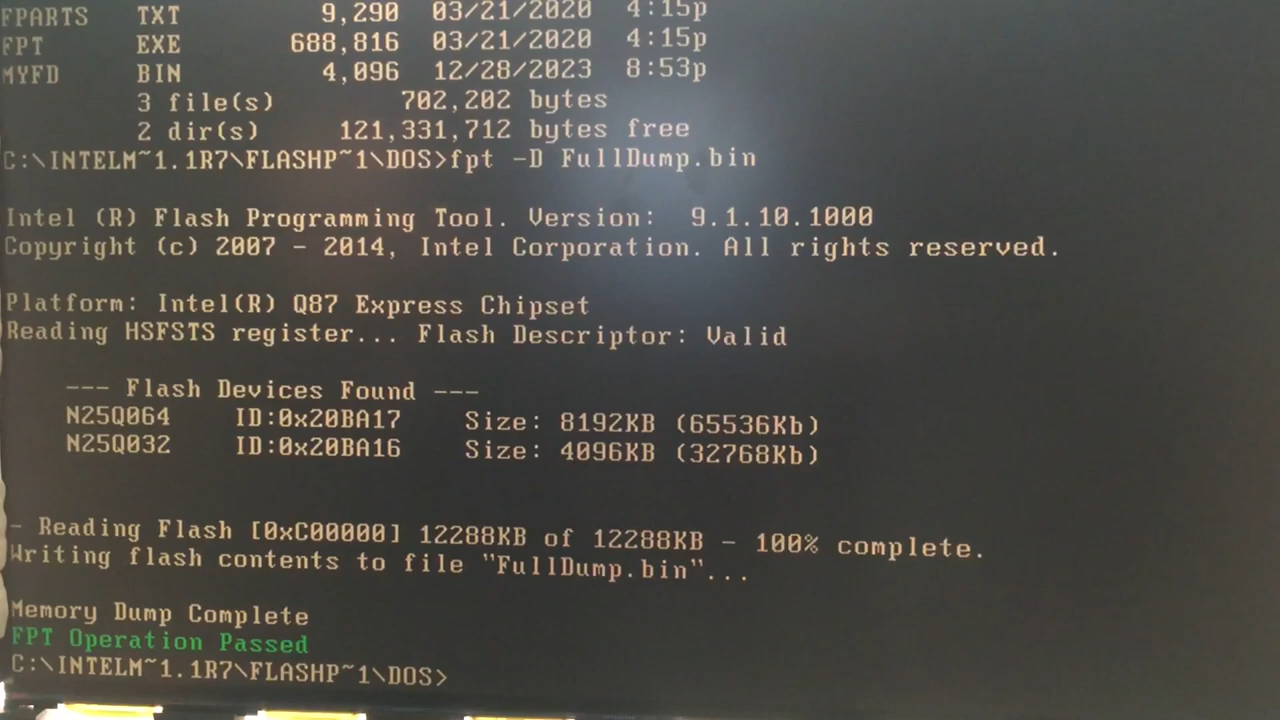 FPARTS TXT 9,290 03/21/2020 4:15p
FPT EXE 688,816 03/21/2020 4:15p
MYFD BIN 4,096 12/28/2023 8:53p
3 file(s) 702,202 bytes
2 dir(s) 121,331,712 bytes free
C:\INTELM~1.1R7\FLASHP~1\DOS>fpt -D FullDump.bin
Intel (R) Flash Programming Tool. Version: 9.1.10.1000
Copyright (c) 2007 - 2014, Intel Corporation. All rights reserved.
Platform: Intel(R) Q87 Express Chipset
Reading HSFSTS register... Flash Descriptor: Valid
--- Flash Devices Found ---
N25Q064 ID:0x20BA17 Size: 8192KB (65536Kb)
N25Q032 ID:0x20BA16 Size: 4096KB (32768Kb)
- Reading Flash [0xC00000] 12288KB of 12288KB - 100% complete.
Writing flash contents to file "FullDump.bin"...
Memory Dump Complete
FPT Operation Passed
C:\INTELM~1.1R7\FLASHP~1\DOS>